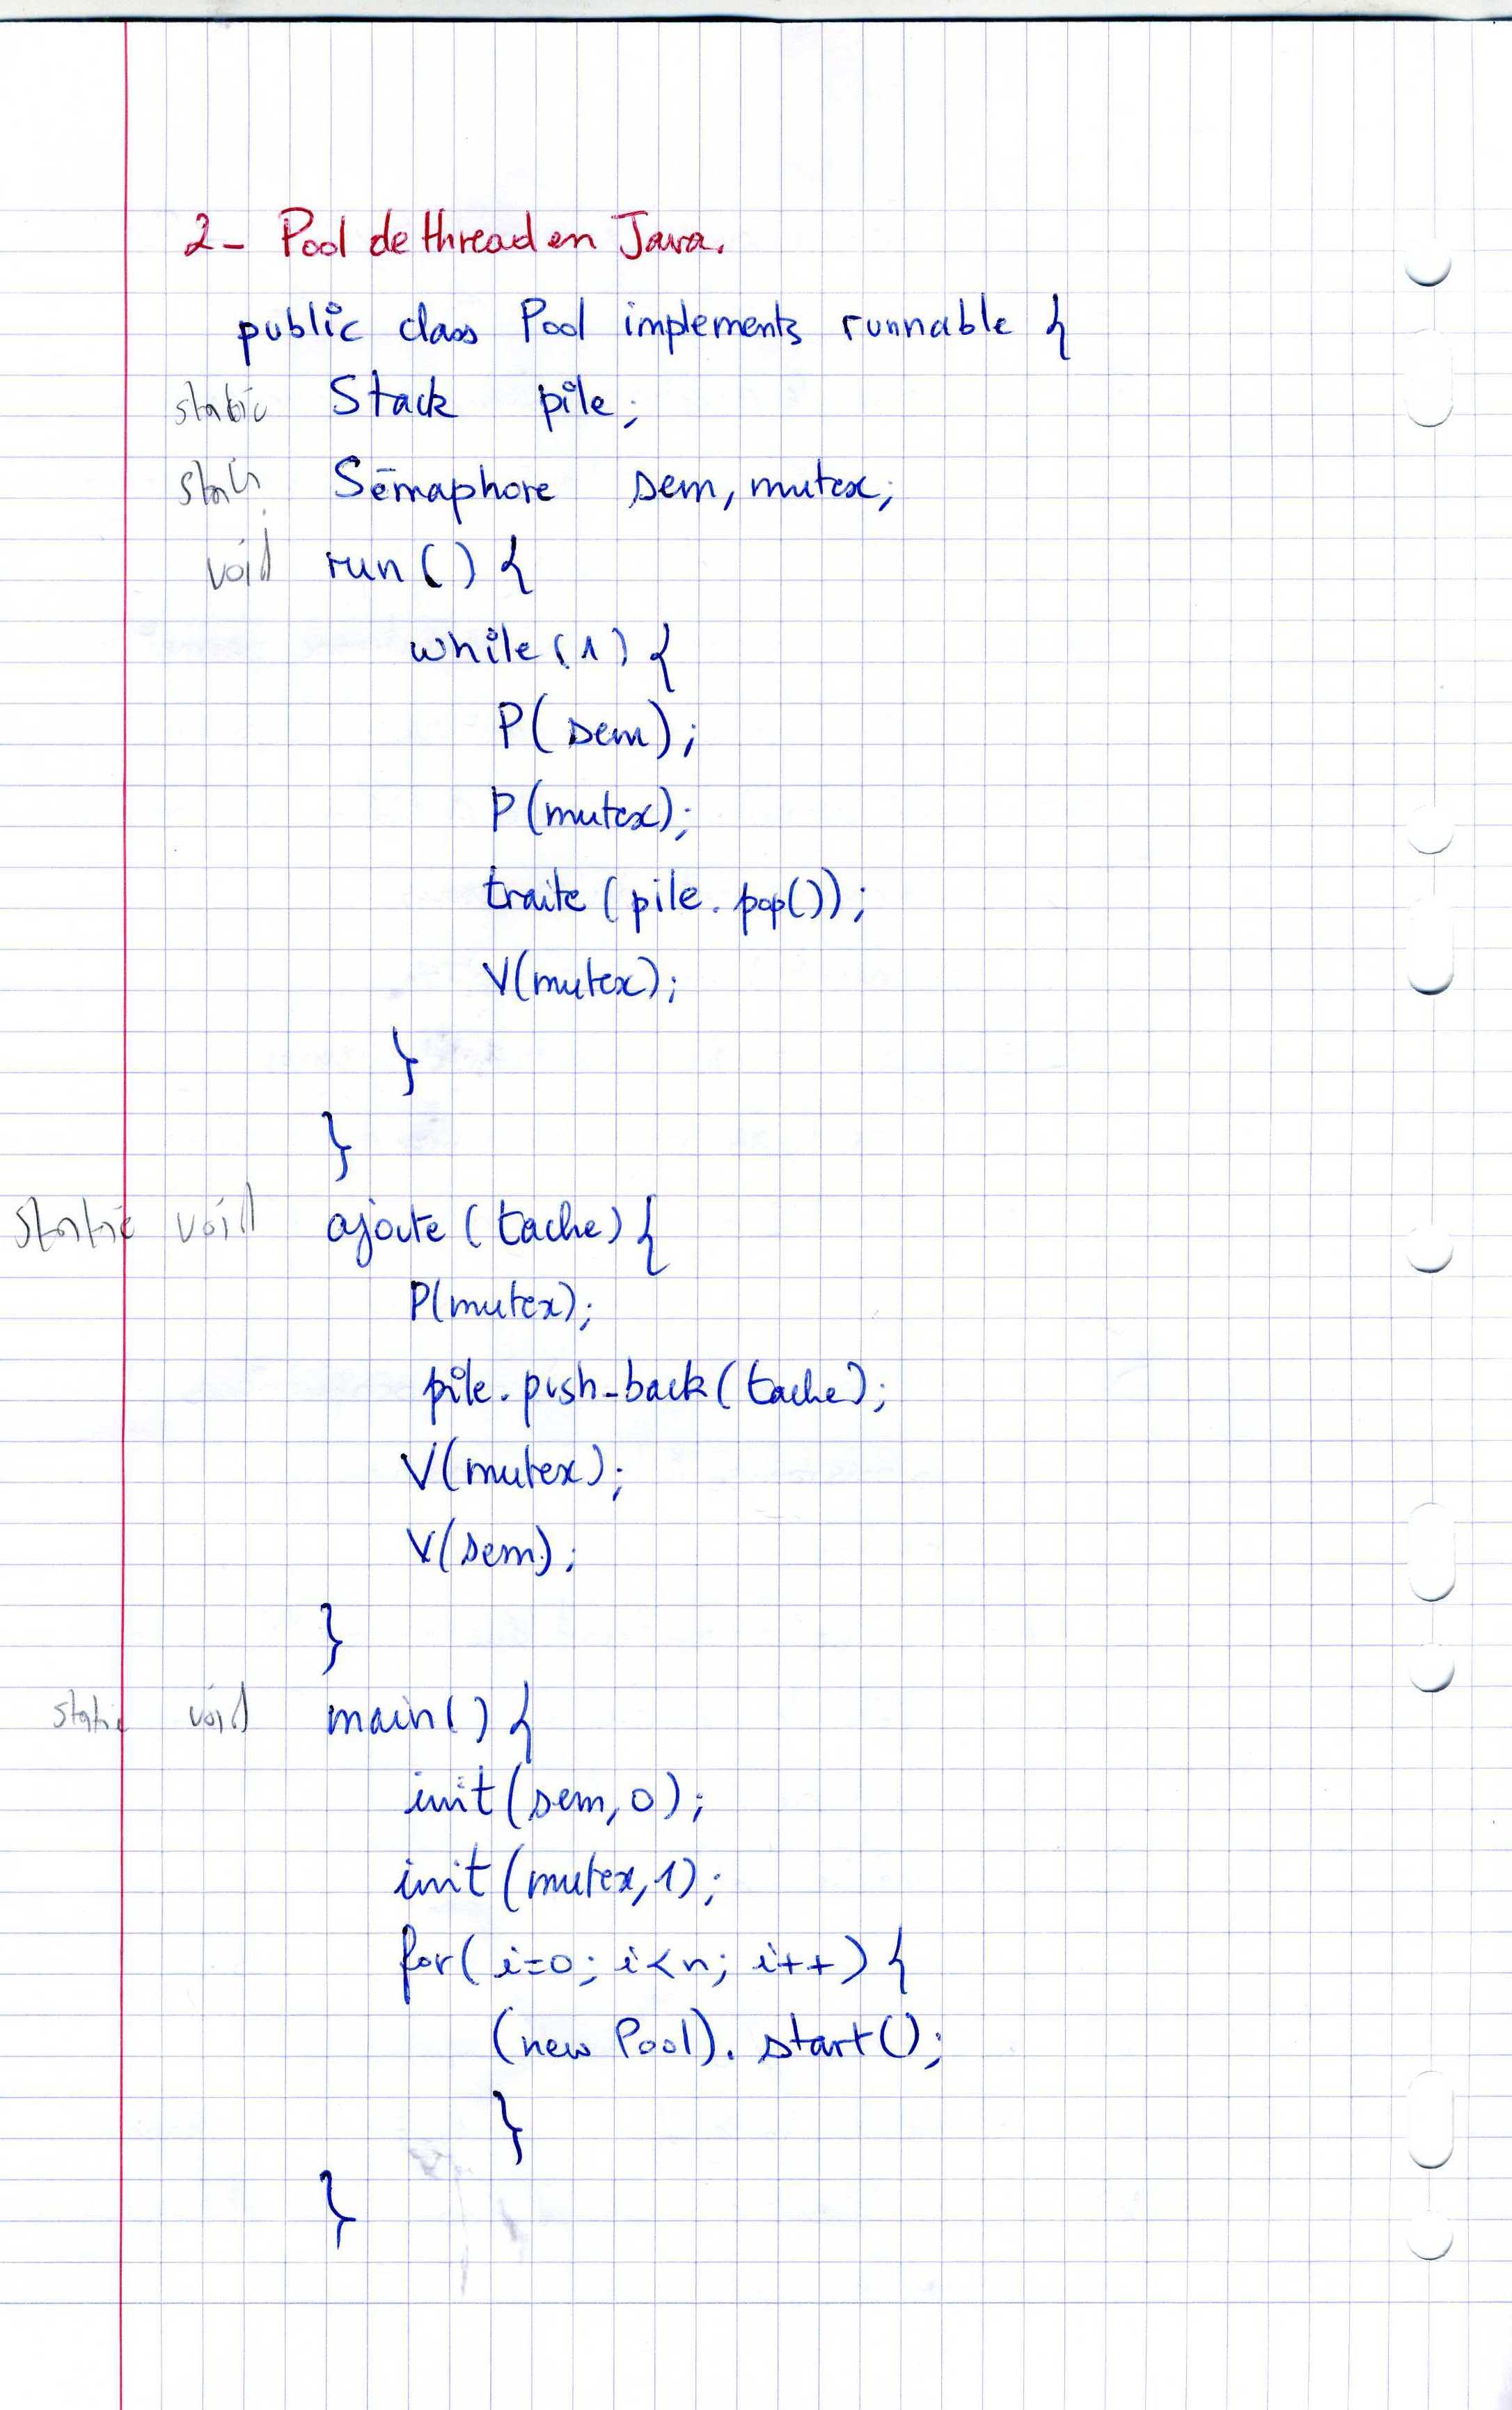 2- Pool de thread en Java.
public class Pool implements runnable {
static Stack pile;
static Sémaphore sem, mutex;
void run() {
while(1) {
P(sem);
P(mutex);
traite(pile.pop());
V(mutex);
}
}
static void ajoute (tache) {
P(mutex);
pile.push-back(tache);
V(mutex);
V(sem);
}
static void main() {
init(sem, 0);
init(mutex, 1);
for(i=0; i<n; i++) {
(new Pool).start();
}
}